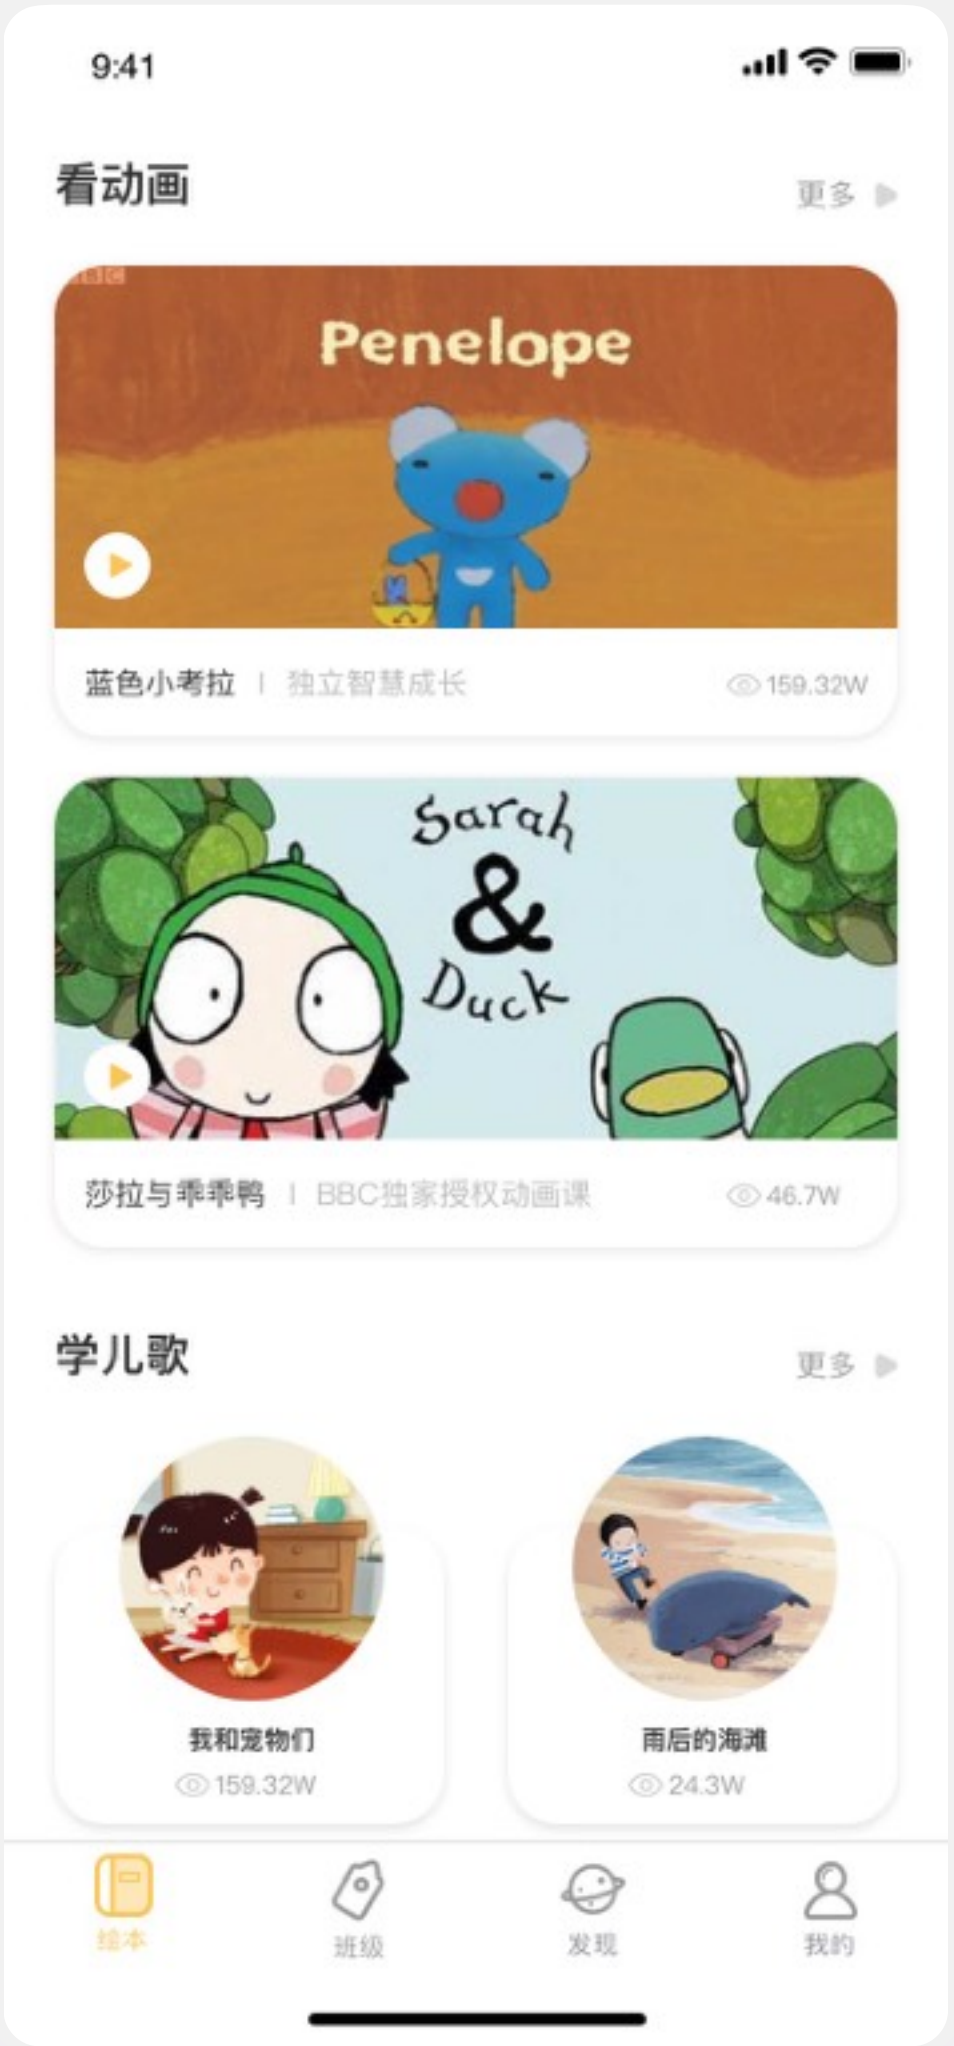 9:41
看动画
更多
BBC
Penelope
蓝色小考拉 | 独立智慧成长
159.32W
Sarah
&
Duck
莎拉与乖乖鸭 | BBC独家授权动画课
46.7W
学儿歌
更多
我和宠物们
159.32W
雨后的海滩
24.3W
绘本
班级
发现
我的